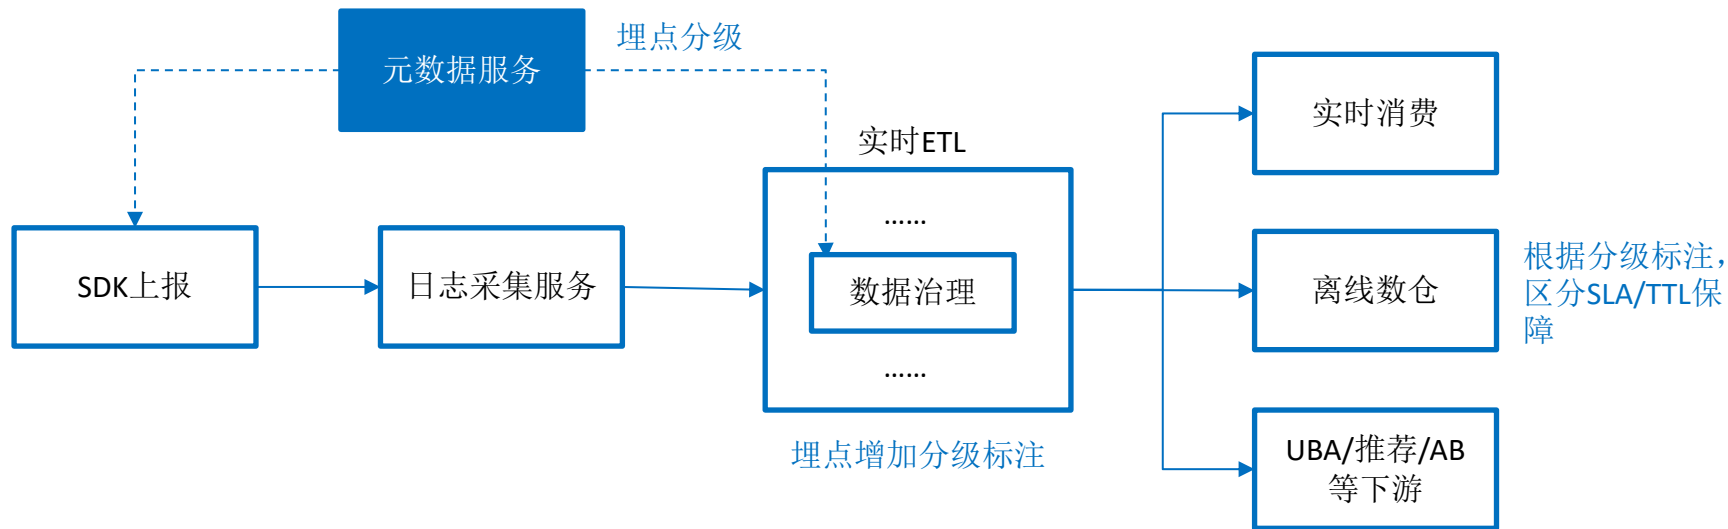 埋点分级
元数据服务
实时消费
实时ETL
......
SDK上报
日志采集服务
数据治理
离线数仓
根据分级标注，
区分SLA/TTL保
障
......
埋点增加分级标注
UBA/推荐/AB
等下游